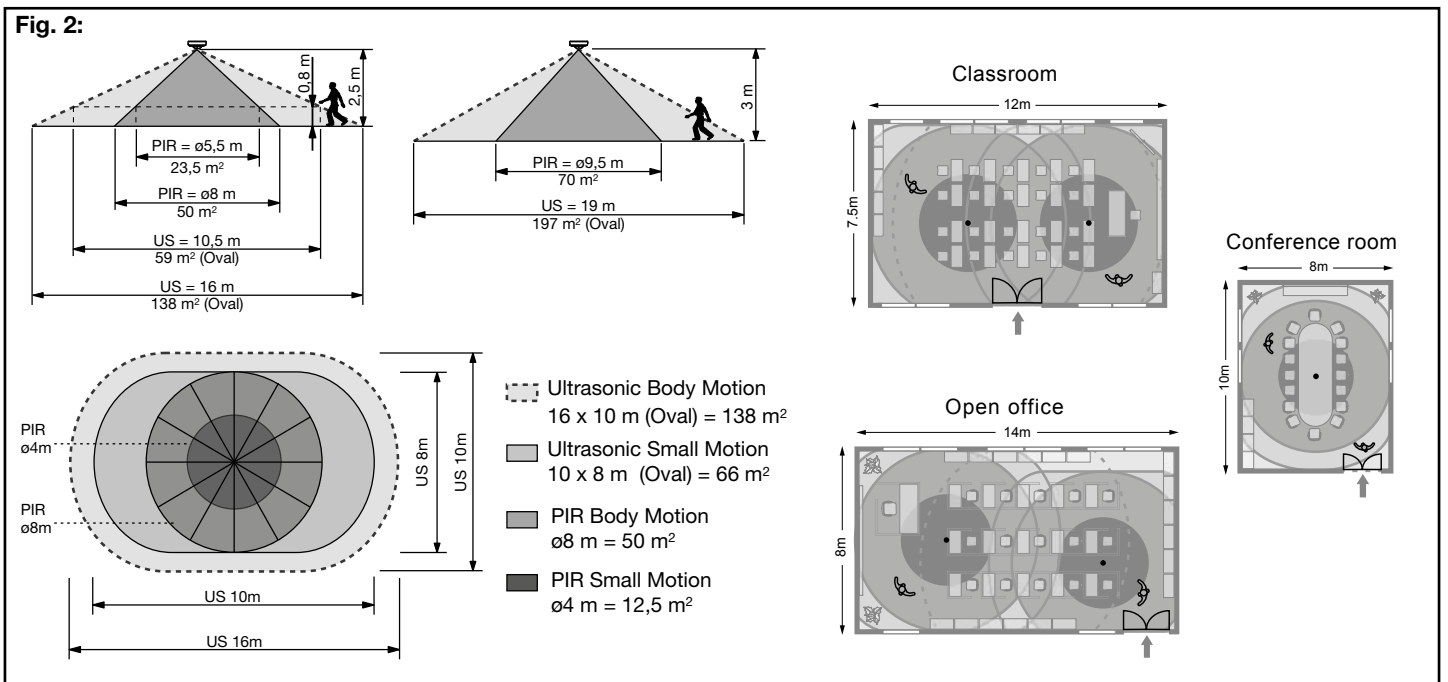 Fig. 2:
0,8 m
2,5 m
PIR = ø5,5 m
23,5 m²
PIR = ø8 m
50 m²
US = 10,5 m
59 m² (Oval)
US = 16 m
138 m² (Oval)
3 m
PIR = ø9,5 m
70 m²
US = 19 m
197 m² (Oval)
PIR
ø4m
PIR
ø8m
US 8m
US 10m
US 10m
US 16m
Ultrasonic Body Motion
16 x 10 m (Oval) = 138 m²
Ultrasonic Small Motion
10 x 8 m (Oval) = 66 m²
PIR Body Motion
ø8 m = 50 m²
PIR Small Motion
ø4 m = 12,5 m²
Classroom
12m
7.5m
Conference room
8m
10m
Open office
14m
8m